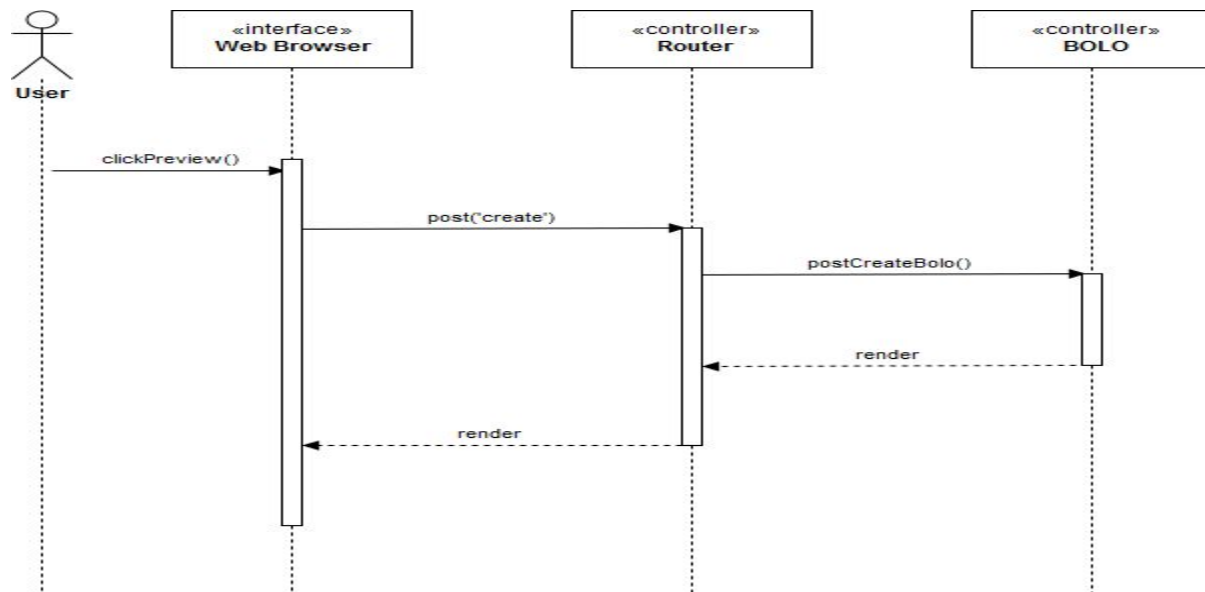 «interface»
Web Browser
«controller»
Router
«controller»
BOLO
User
clickPreview()
post('create')
postCreateBolo()
render
render